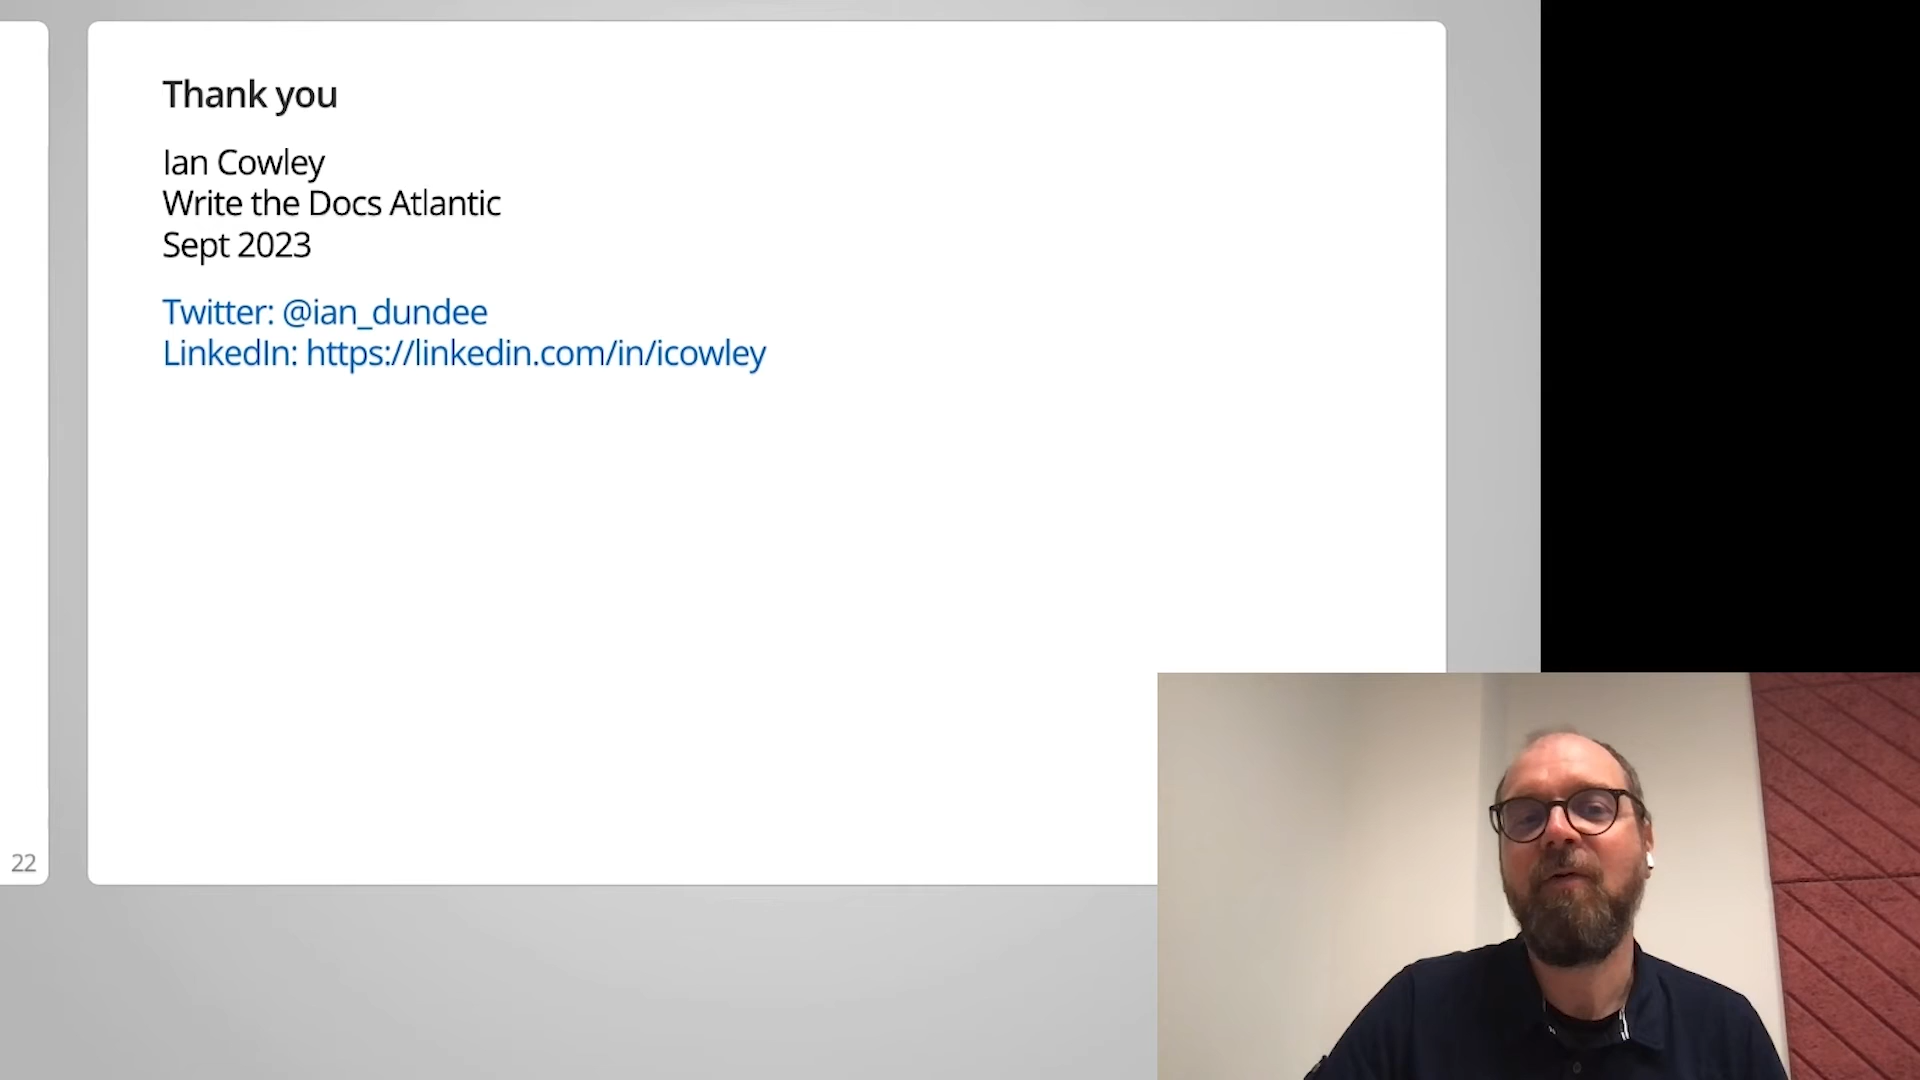 Thank you
Ian Cowley
Write the Docs Atlantic
Sept 2023
Twitter: @ian_dundee
LinkedIn: https://linkedin.com/in/icowley
22